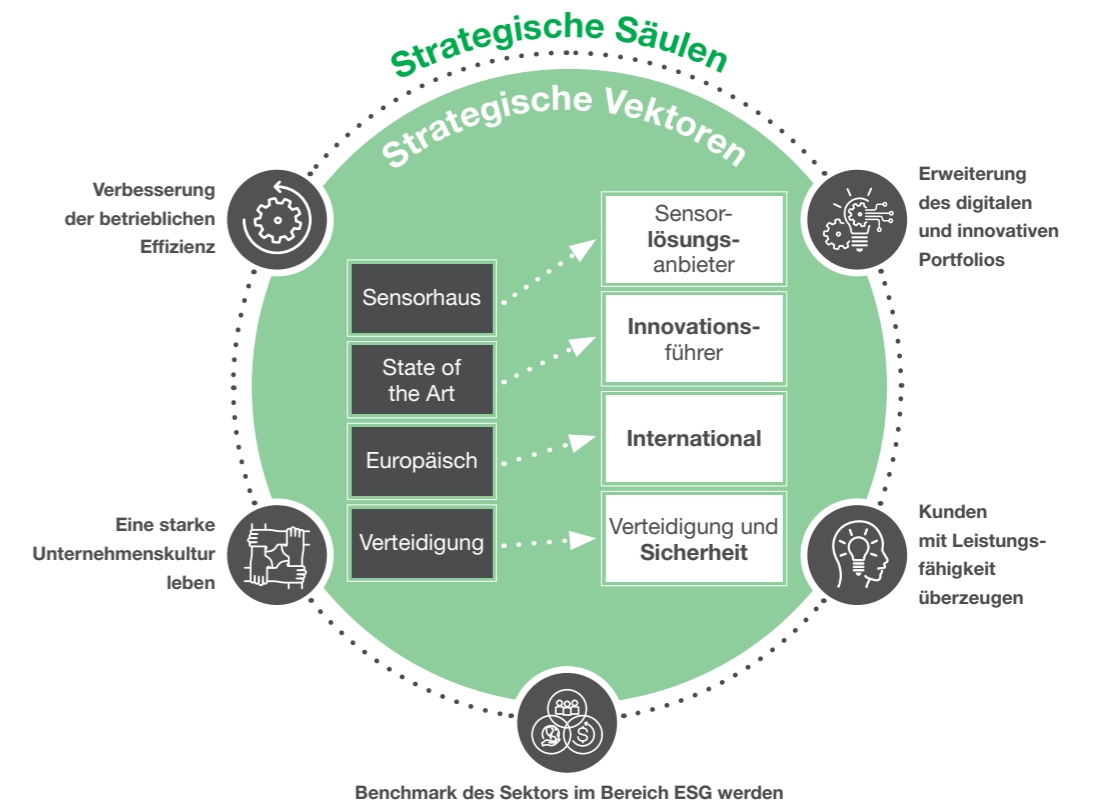 Strategische Säulen
Strategische Vektoren
Verbesserung
der betrieblichen
Effizienz
Erweiterung
des digitalen
und innovativen
Portfolios
Sensorhaus
State of
the Art
Europäisch
Verteidigung
Sensor-
lösungs-
anbieter
Innovations-
führer
International
Verteidigung und
Sicherheit
Eine starke
Unternehmenskultur
leben
Kunden
mit Leistungs-
fähigkeit
überzeugen
$
Benchmark des Sektors im Bereich ESG werden